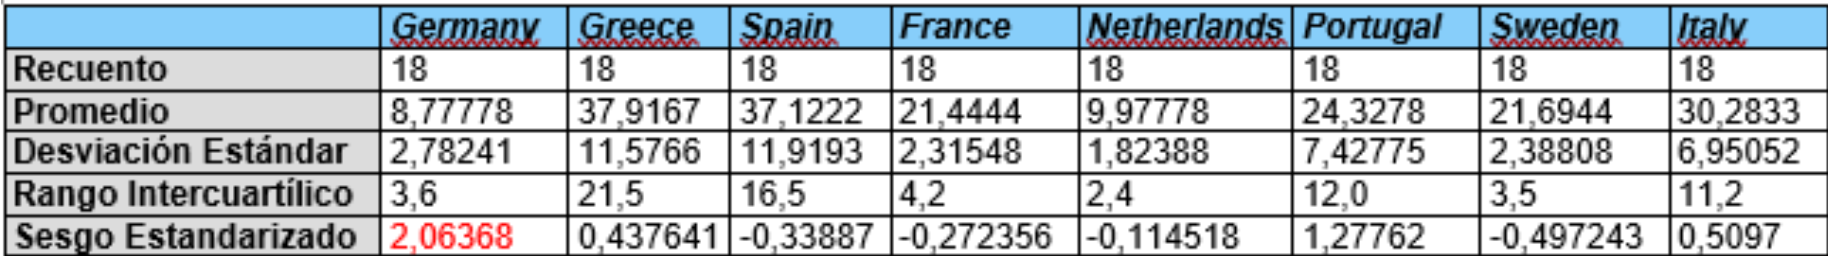 Germany Greece Spain France Netherlands Portugal Sweden Italy
Recuento 18 18 18 18 18 18 18 18
Promedio 8,77778 37,9167 37,1222 21,4444 9,97778 24,3278 21,6944 30,2833
Desviación Estándar 2,78241 11,5766 11,9193 2,31548 1,82388 7,42775 2,38808 6,95052
Rango Intercuartílico 3,6 21,5 16,5 4,2 2,4 12,0 3,5 11,2
Sesgo Estandarizado 2,06368 0,437641 -0,33887 -0,272356 -0,114518 1,27762 -0,497243 0,5097